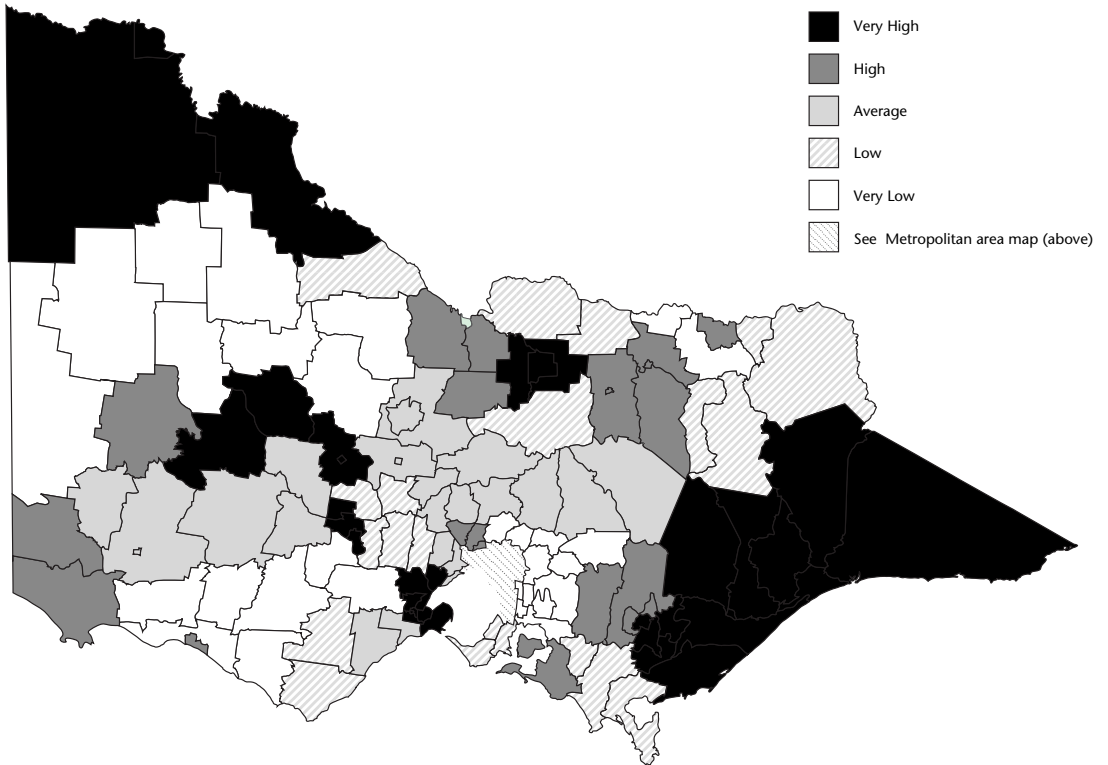 Very High
High
Average
Low
Very Low
See Metropolitan area map (above)